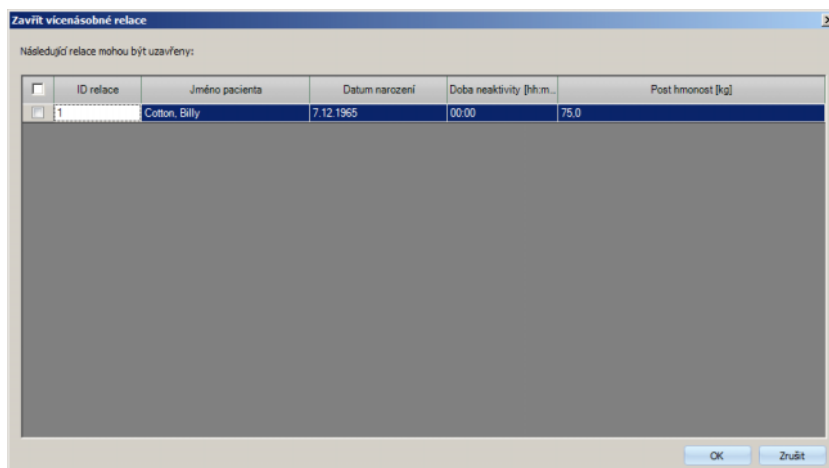 Zavřít vícenásobné relace
Následující relace mohou být uzavřeny:
ID relace Jméno pacienta Datum narození Doba neaktivity [hh:m... Post hmonost [kg]
1 Cotton, Billy 7.12.1965 00:00 75,0
OK Zrušit